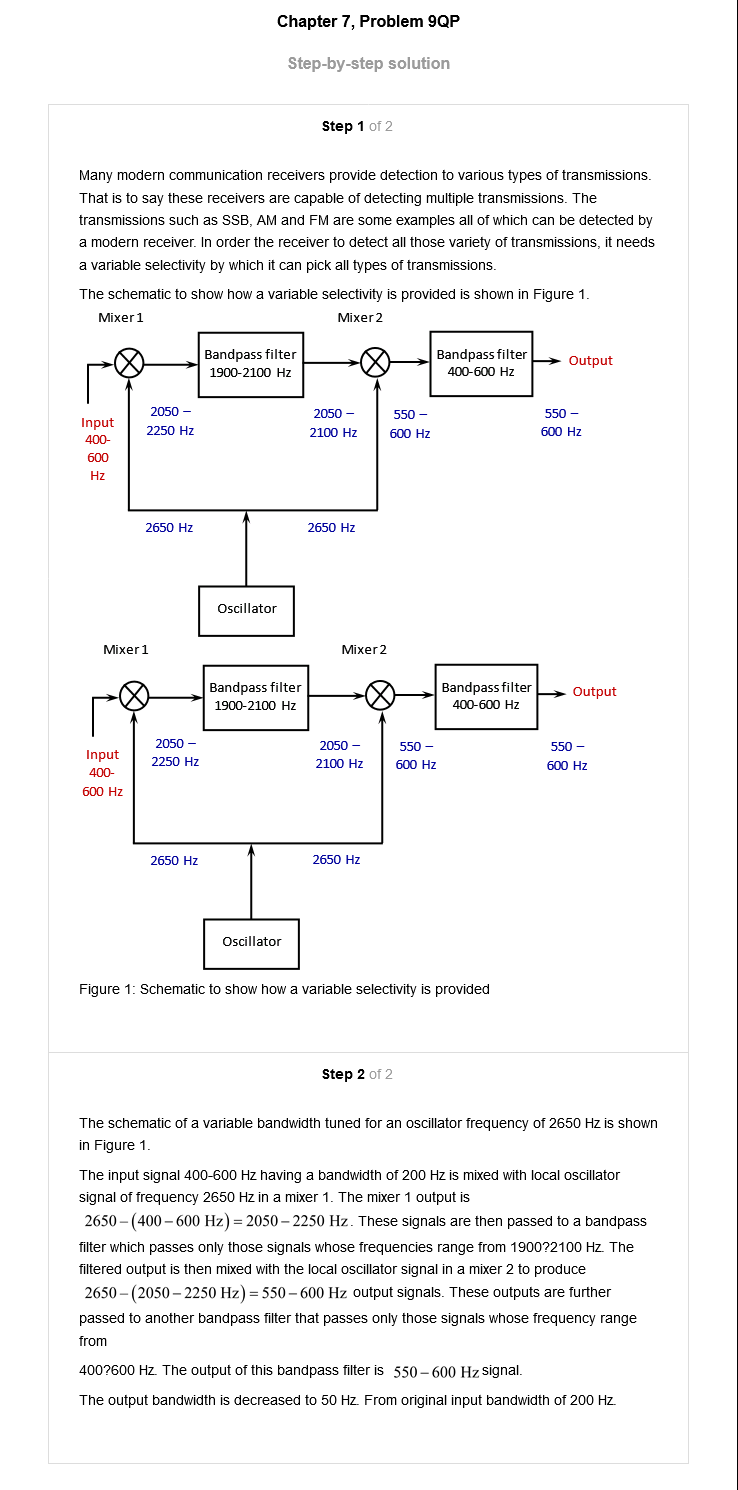 Chapter 7, Problem 9QP
Step-by-step solution
Step 1 of 2
Many modern communication receivers provide detection to various types of transmissions.
That is to say these receivers are capable of detecting multiple transmissions. The
transmissions such as SSB, AM and FM are some examples all of which can be detected by
a modern receiver. In order the receiver to detect all those variety of transmissions, it needs
a variable selectivity by which it can pick all types of transmissions.
The schematic to show how a variable selectivity is provided is shown in Figure 1.
Mixer 1
Mixer 2
Bandpass filter
1900-2100 Hz
Bandpass filter
400-600 Hz
Output
Input
400-
600
Hz
2050 –
2250 Hz
2050 –
2100 Hz
550 –
600 Hz
550 –
600 Hz
2650 Hz
2650 Hz
Oscillator
Mixer 1
Mixer 2
Bandpass filter
1900-2100 Hz
Bandpass filter
400-600 Hz
Output
Input
400-
600 Hz
2050 –
2250 Hz
2050 –
2100 Hz
550 –
600 Hz
550 –
600 Hz
2650 Hz
2650 Hz
Oscillator
Figure 1: Schematic to show how a variable selectivity is provided
Step 2 of 2
The schematic of a variable bandwidth tuned for an oscillator frequency of 2650 Hz is shown
in Figure 1.
The input signal 400-600 Hz having a bandwidth of 200 Hz is mixed with local oscillator
signal of frequency 2650 Hz in a mixer 1. The mixer 1 output is
2650 – (400 – 600 Hz) = 2050 – 2250 Hz. These signals are then passed to a bandpass
filter which passes only those signals whose frequencies range from 1900?2100 Hz. The
filtered output is then mixed with the local oscillator signal in a mixer 2 to produce
2650 – (2050 – 2250 Hz) = 550 – 600 Hz output signals. These outputs are further
passed to another bandpass filter that passes only those signals whose frequency range
from
400?600 Hz. The output of this bandpass filter is 550 – 600 Hz signal.
The output bandwidth is decreased to 50 Hz. From original input bandwidth of 200 Hz.